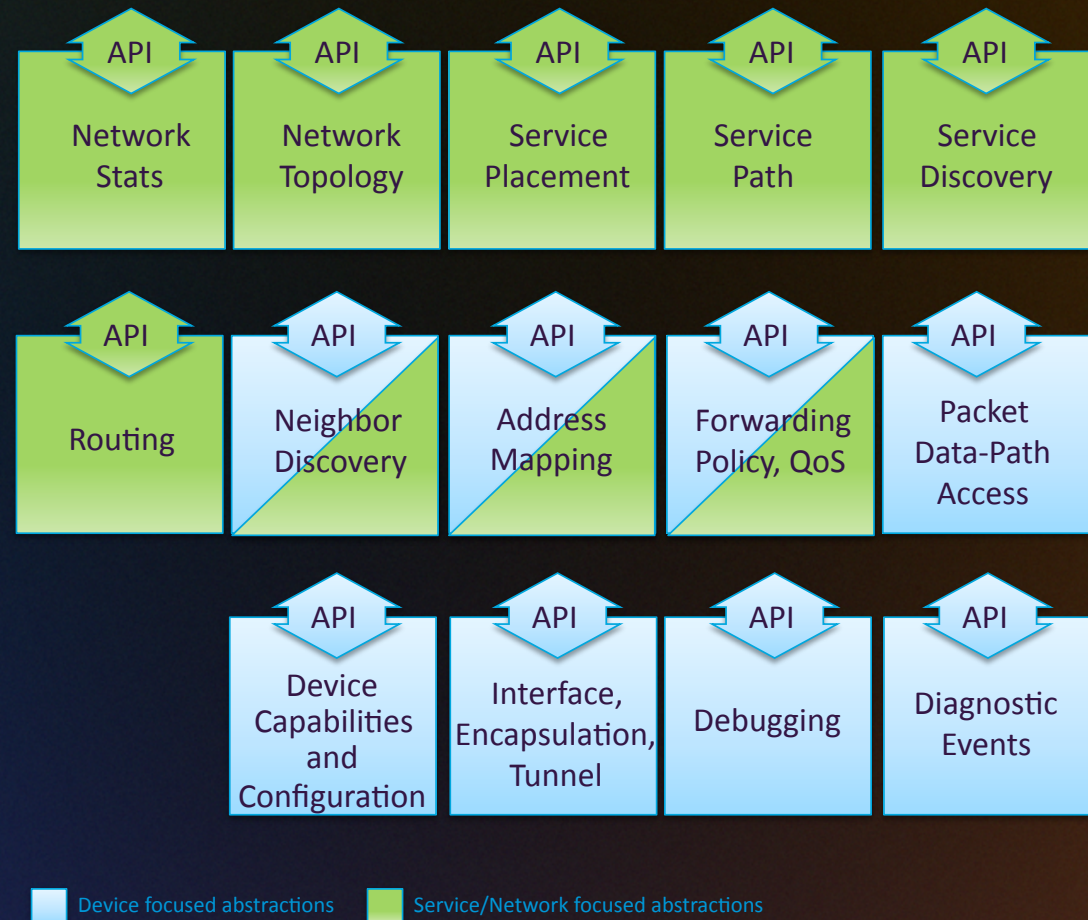 API
API
API
API
API
Network
Stats
Network
Topology
Service
Placement
Service
Path
Service
Discovery
API
API
API
API
API
Routing
Neighbor
Discovery
Address
Mapping
Forwarding
Policy, QoS
Packet
Data-Path
Access
API
API
API
API
Device
Capabilities
and
Configuration
Interface,
Encapsulation,
Tunnel
Debugging
Diagnostic
Events
Device focused abstractions
Service/Network focused abstractions